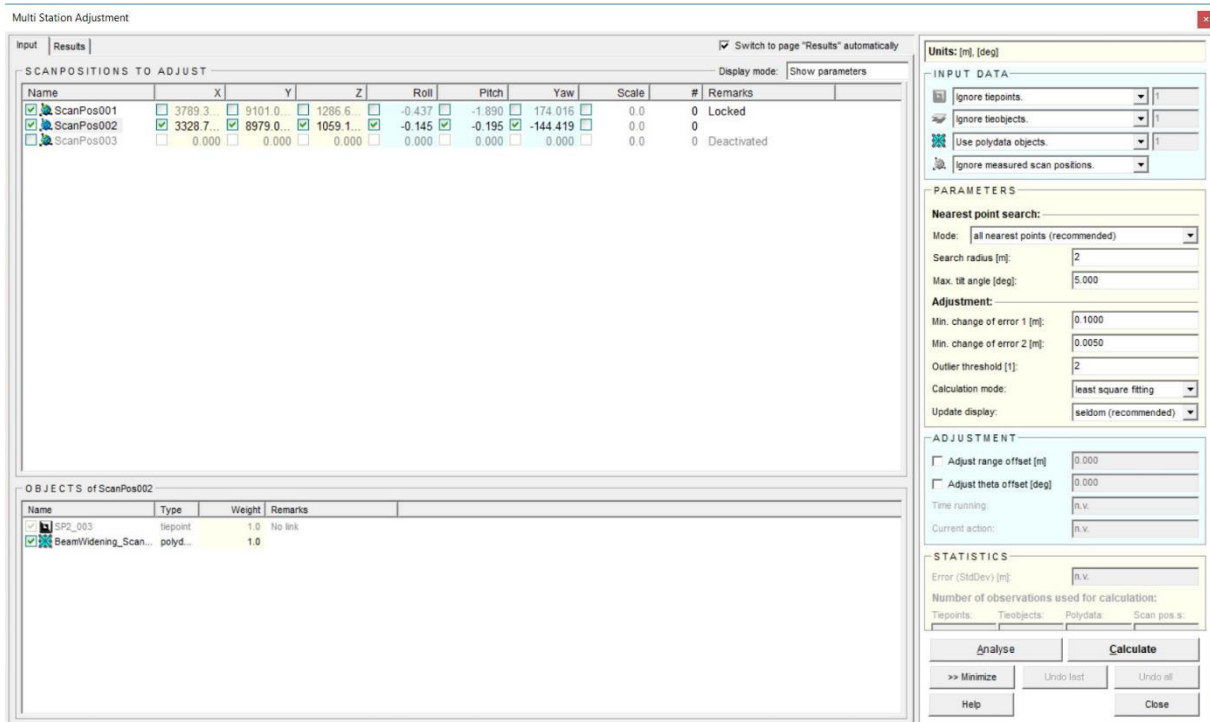 Multi Station Adjustment
×
Input Results
Switch to page "Results" automatically
SCANPOSITIONS TO ADJUST Display mode: Show parameters
Name X Y Z Roll Pitch Yaw Scale # Remarks
ScanPos001 3789.3... 9101.0... 1286.6... -0.437 -1.890 174.016 0.0 0 Locked
ScanPos002 3328.7... 8979.0... 1059.1... -0.145 -0.195 -144.419 0.0 0
ScanPos003 0.000 0.000 0.000 0.000 0.000 0.000 0.0 0 Deactivated
OBJECTS of ScanPos002
Name Type Weight Remarks
SP2_003 tiepoint 1.0 No link
BeamWidening_Scan... polyd... 1.0
Units: [m], [deg]
INPUT DATA
Ignore tiepoints. 1
Ignore tieobjects. 1
Use polydata objects. 1
Ignore measured scan positions.
PARAMETERS
Nearest point search:
Mode: all nearest points (recommended)
Search radius [m]: 2
Max. tilt angle [deg]: 5.000
Adjustment:
Min. change of error 1 [m]: 0.1000
Min. change of error 2 [m]: 0.0050
Outlier threshold [1]: 2
Calculation mode: least square fitting
Update display: seldom (recommended)
ADJUSTMENT
Adjust range offset [m] 0.000
Adjust theta offset [deg] 0.000
Time running: n.v.
Current action: n.v.
STATISTICS
Error (StdDev) [m]: n.v.
Number of observations used for calculation:
Tiepoints: Tieobjects: Polydata: Scan pos.s:
Analyse Calculate
>> Minimize Undo last Undo all
Help Close